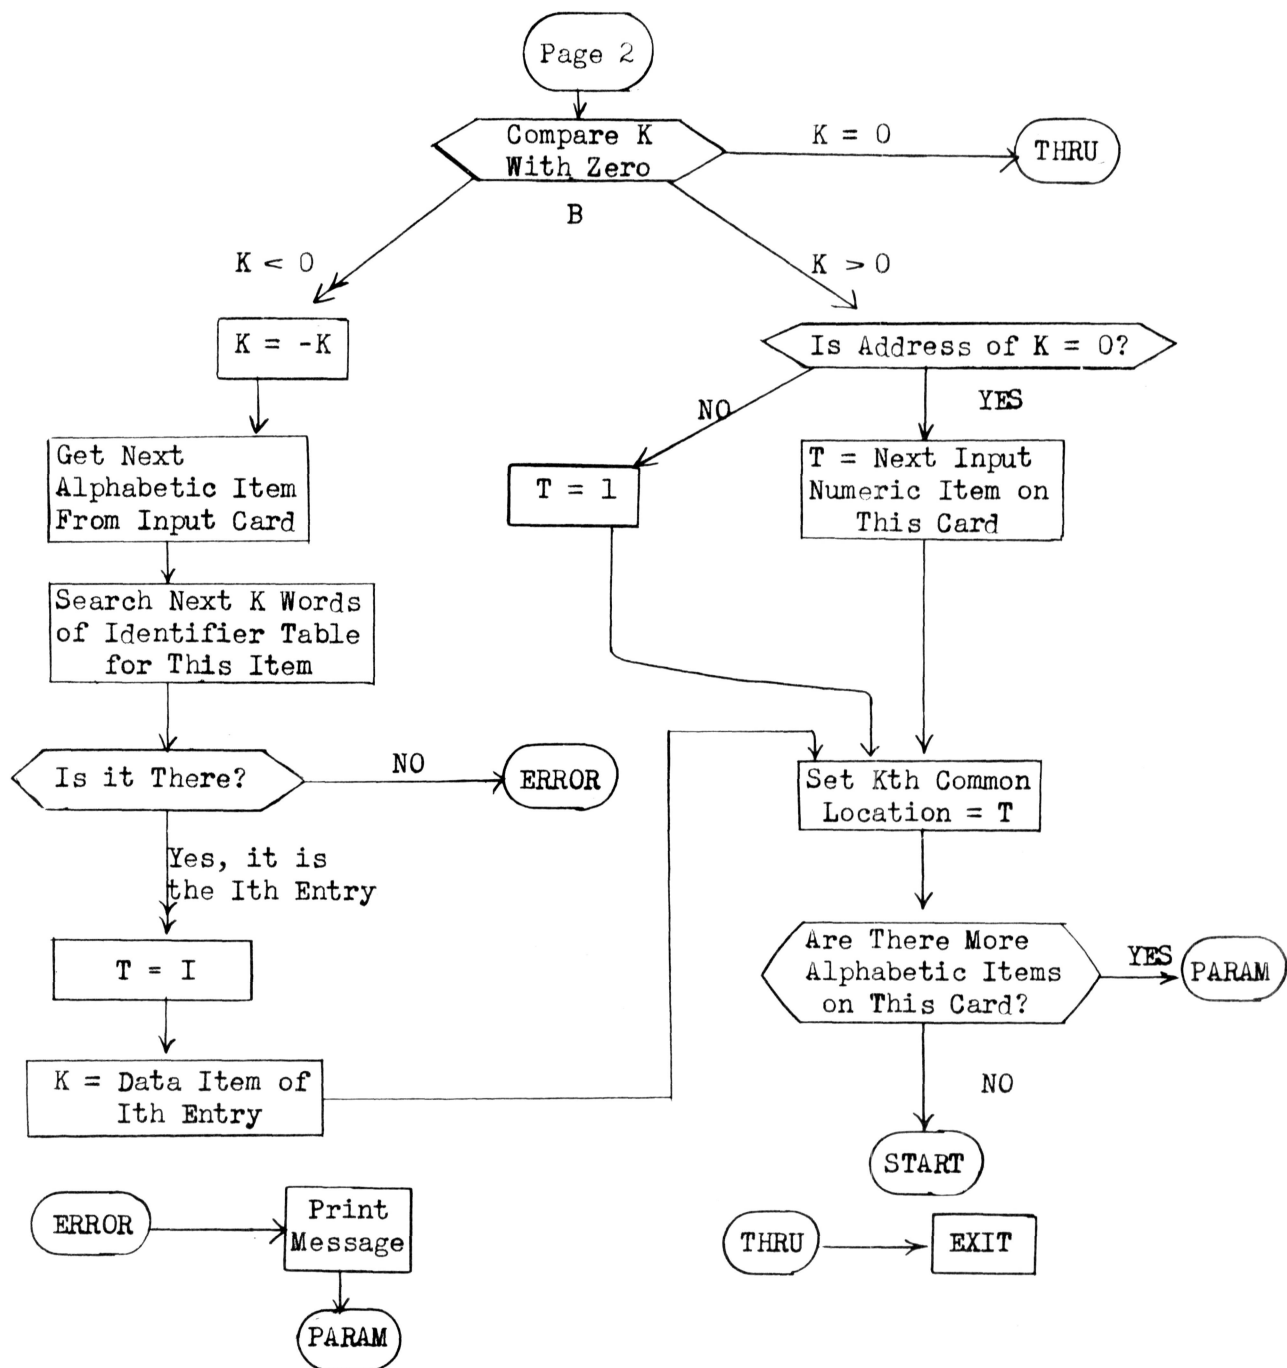 Page 2
Compare K
With Zero
K = 0
THRU
B
K < 0
K > 0
K = -K
Is Address of K = 0?
NO
YES
Get Next
Alphabetic Item
From Input Card
T = 1
T = Next Input
Numeric Item on
This Card
Search Next K Words
of Identifier Table
for This Item
Is it There?
NO
ERROR
Set Kth Common
Location = T
Yes, it is
the Ith Entry
T = I
Are There More
Alphabetic Items
on This Card?
YES
PARAM
K = Data Item of
Ith Entry
NO
START
ERROR
Print
Message
PARAM
THRU
EXIT